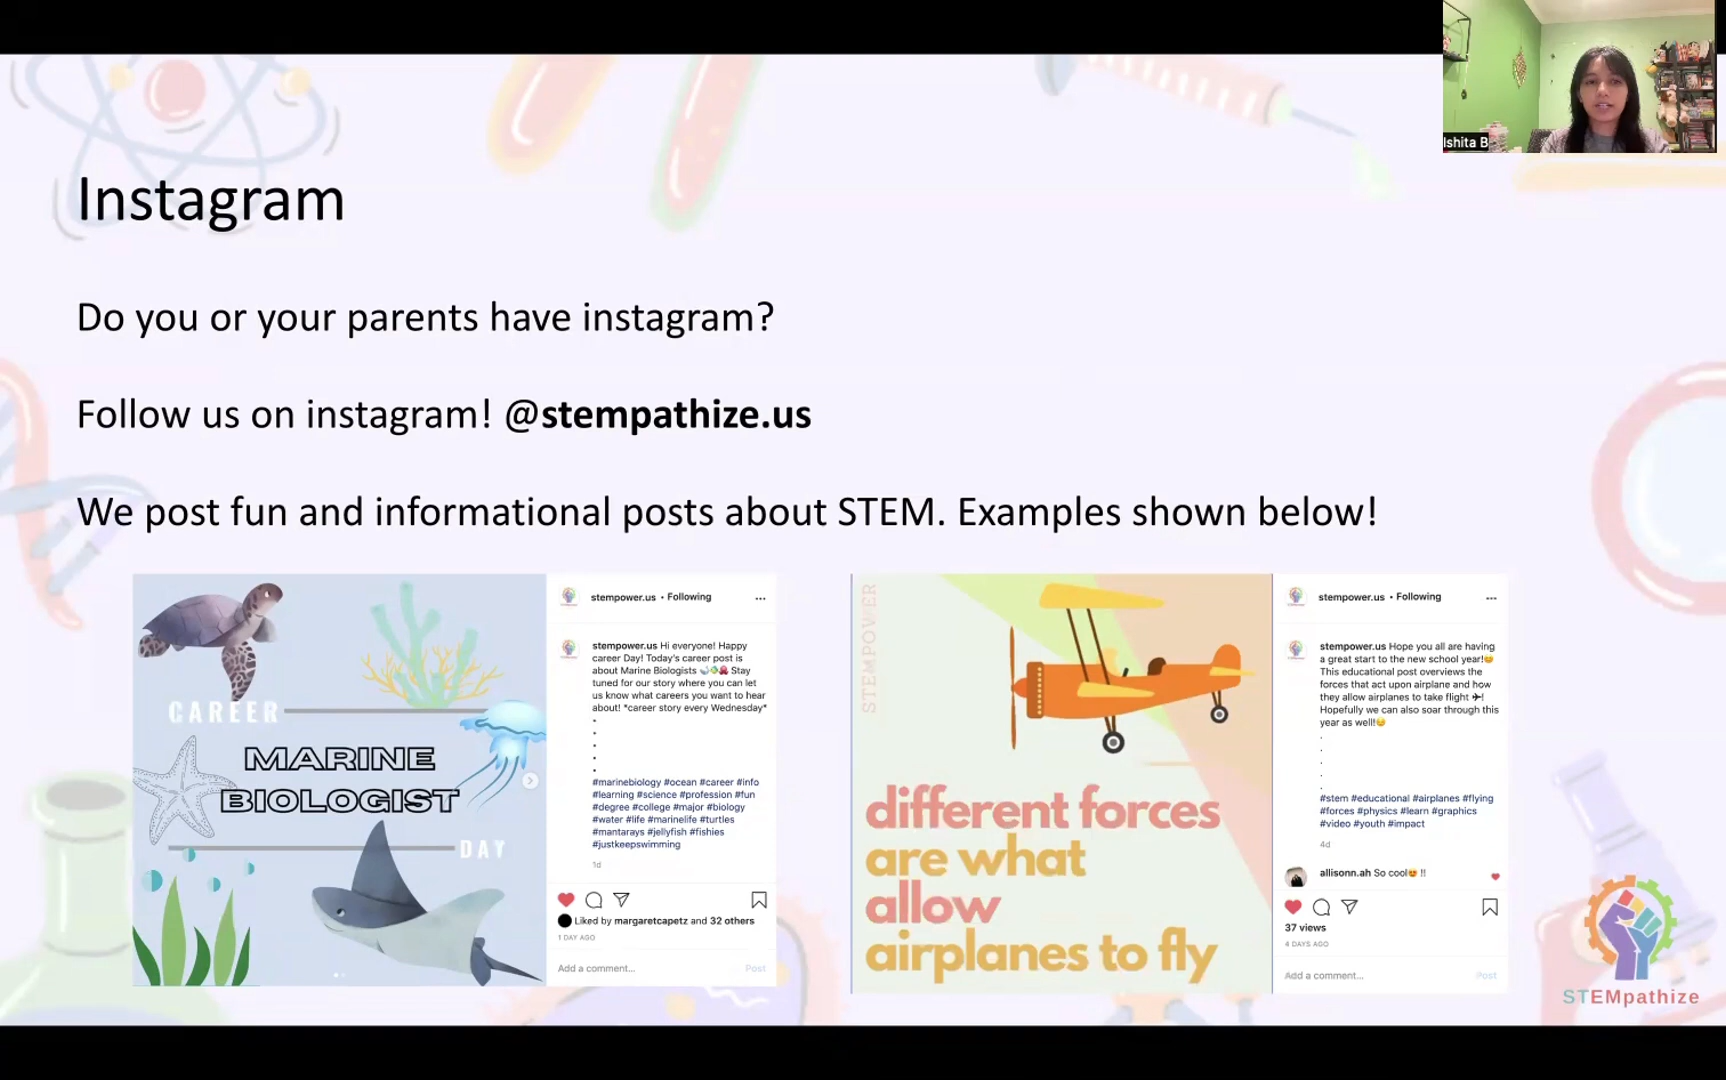 Ishita B
Instagram
Do you or your parents have instagram?
Follow us on instagram! @stempathize.us
We post fun and informational posts about STEM. Examples shown below!
CAREER
MARINE
BIOLOGIST
DAY
stempower.us • Following
...
stempower.us Hi everyone! Happy
career Day! Today's career post is
about Marine Biologists 🐳🐠🐙 Stay
tuned for our story where you can let
us know what careers you want to hear
about! *career story every Wednesday*
•
•
•
•
•
#marinebiology #ocean #career #info
#learning #science #profession #fun
#degree #college #major #biology
#water #life #marinelife #turtles
#mantarays #jellyfish #fishies
#justkeepswimming
1d
Liked by margaretcapetz and 32 others
1 DAY AGO
Add a comment...
Post
STEMPOWER
different forces
are what
allow
airplanes to fly
stempower.us • Following
...
stempower.us Hope you all are having
a great start to the new school year!😊
This educational post overviews the
forces that act upon airplane and how
they allow airplanes to take flight ✈️!
Hopefully we can also soar through this
year as well!😌
.
.
.
.
.
#stem #educational #airplanes #flying
#forces #physics #learn #graphics
#video #youth #impact
4d
allisonn.ah So cool😍 !!
37 views
4 DAYS AGO
Add a comment...
Post
STEMpathize